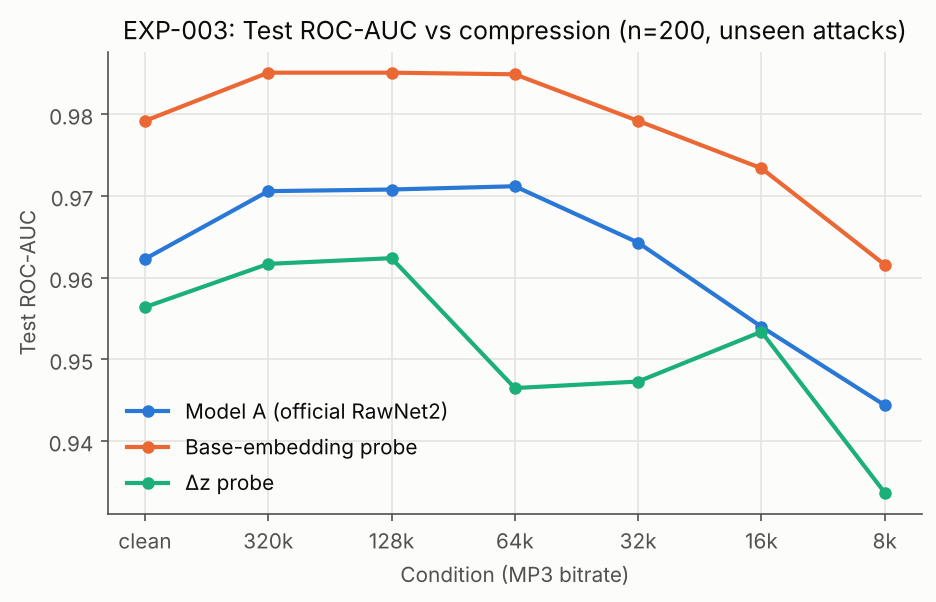 EXP-003: Test ROC-AUC vs compression (n=200, unseen attacks)
Test ROC-AUC
0.98
0.97
0.96
0.95
0.94
Model A (official RawNet2)
Base-embedding probe
Δz probe
clean 320k 128k 64k 32k 16k 8k
Condition (MP3 bitrate)